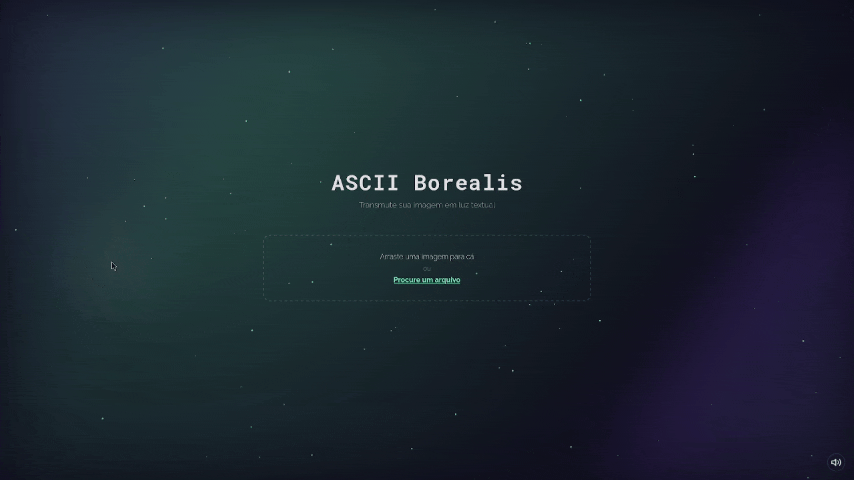 ASCII Borealis
Transmute sua imagem em luz textual
Arraste uma imagem para cá
ou
Procure um arquivo